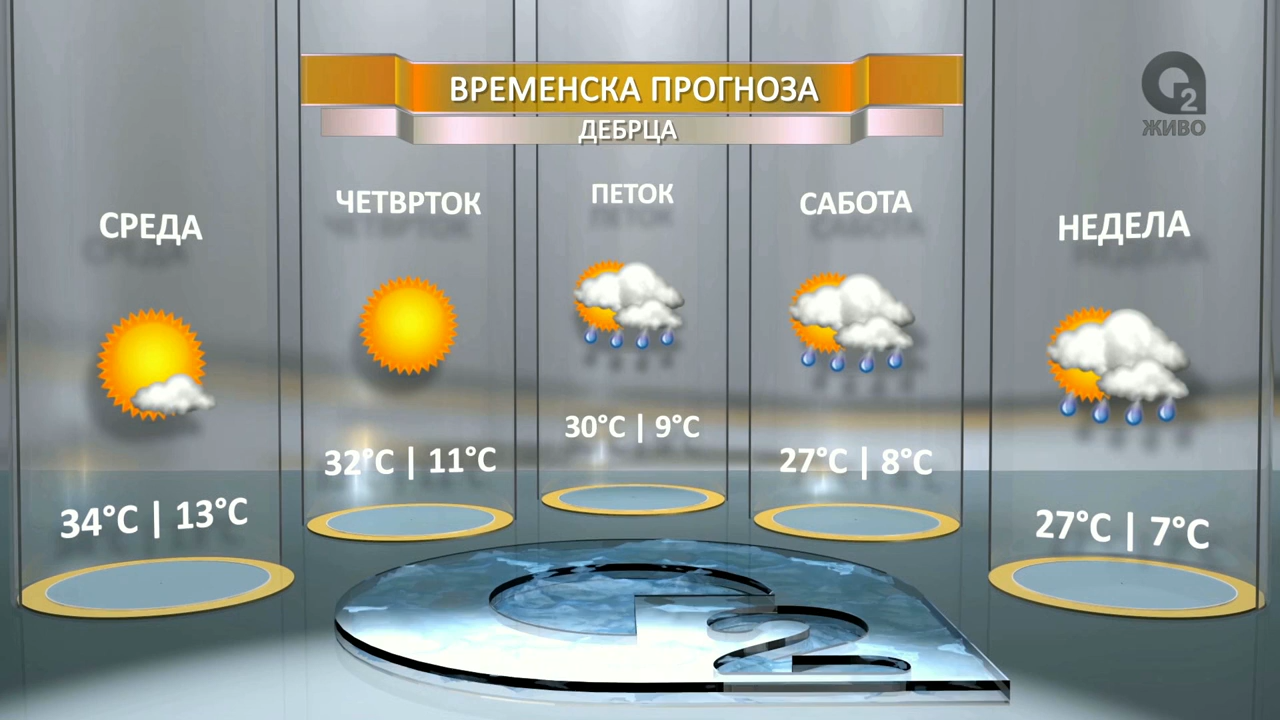 ВРЕМЕНСКА ПРОГНОЗА
ДЕБРЦА
2
ЖИВО
СРЕДА
34°C | 13°C
ЧЕТВРТОК
32°C | 11°C
ПЕТОК
30°C | 9°C
САБОТА
27°C | 8°C
НЕДЕЛА
27°C | 7°C
2